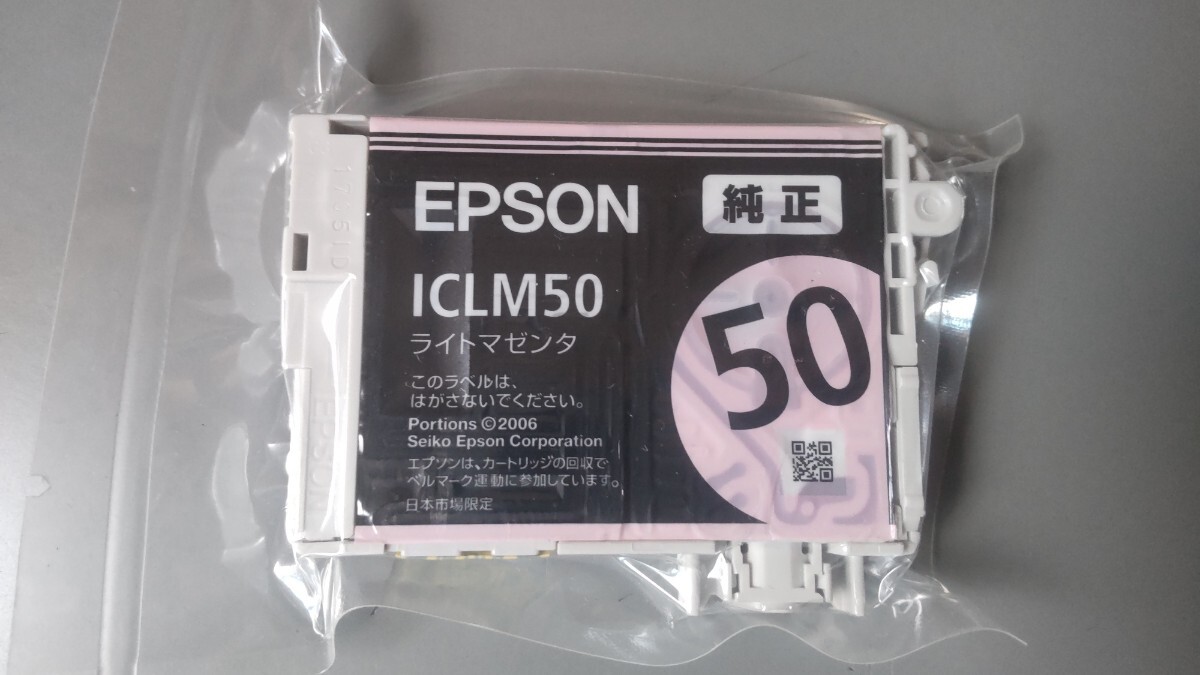 EPSON
純正
ICLM50
ライトマゼンタ
50
このラベルは、
はがさないでください。
Portions ©2006
Seiko Epson Corporation
エプソンは、カートリッジの回収で
ベルマーク運動に参加しています。
日本市場限定
EPSON